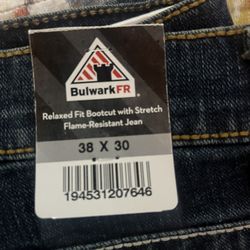 BulwarkFR
Relaxed Fit Bootcut with Stretch
Flame-Resistant Jean
38 X 30
194531207646